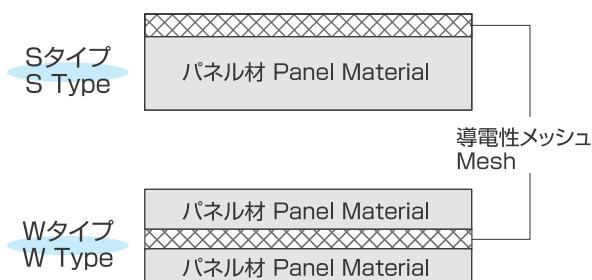 Sタイプ
S Type
パネル材 Panel Material
導電性メッシュ
Mesh
Wタイプ
W Type
パネル材 Panel Material
パネル材 Panel Material